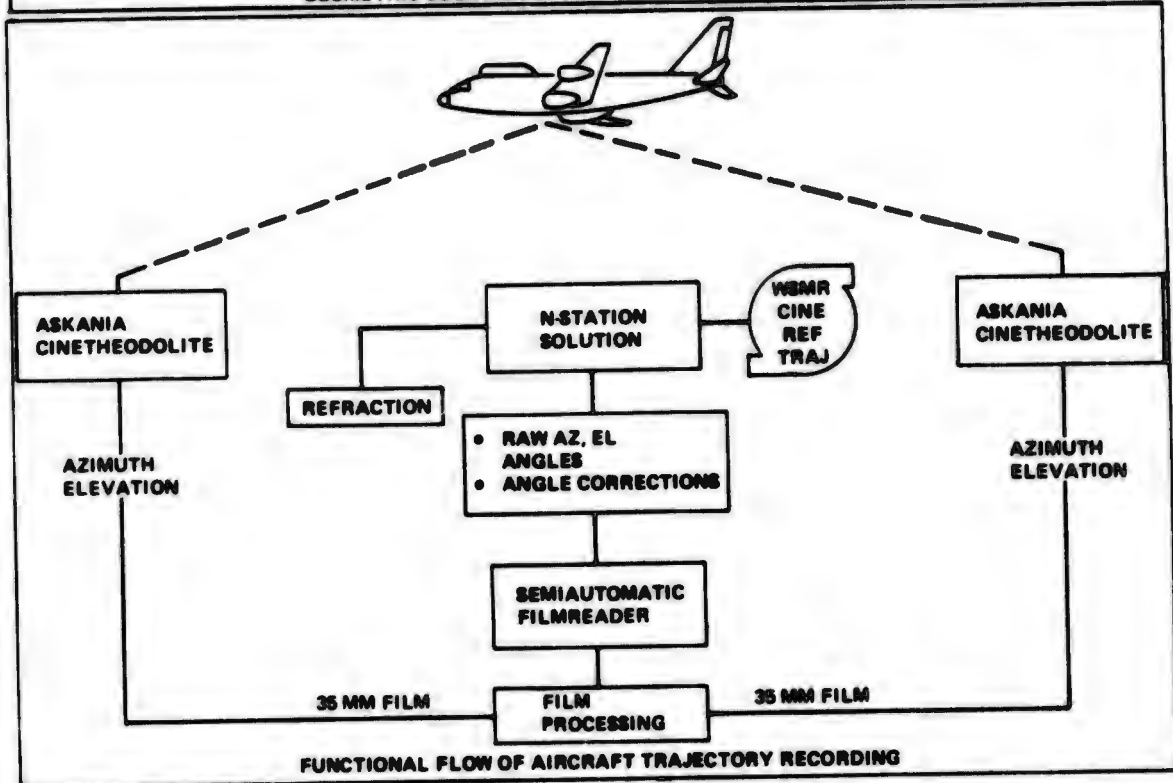 ASKANIA
CINETHEODOLITE
N-STATION
SOLUTION
WSMR
CINE
REF
TRAJ
ASKANIA
CINETHEODOLITE
REFRACTION
• RAW AZ, EL
ANGLES
• ANGLE CORRECTIONS
AZIMUTH
ELEVATION
AZIMUTH
ELEVATION
SEMIAUTOMATIC
FILMREADER
35 MM FILM
FILM
PROCESSING
35 MM FILM
FUNCTIONAL FLOW OF AIRCRAFT TRAJECTORY RECORDING